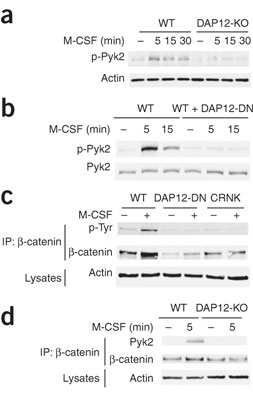 a
WT DAP12-KO
M-CSF (min) – 5 15 30 – 5 15 30
p-Pyk2
Actin
b
WT WT + DAP12-DN
M-CSF (min) – 5 15 – 5 15
p-Pyk2
Pyk2
c
WT DAP12-DN CRNK
M-CSF – + – + – +
p-Tyr
IP: β-catenin
β-catenin
Lysates Actin
d
WT DAP12-KO
M-CSF (min) – 5 – 5
Pyk2
IP: β-catenin
β-catenin
Lysates Actin